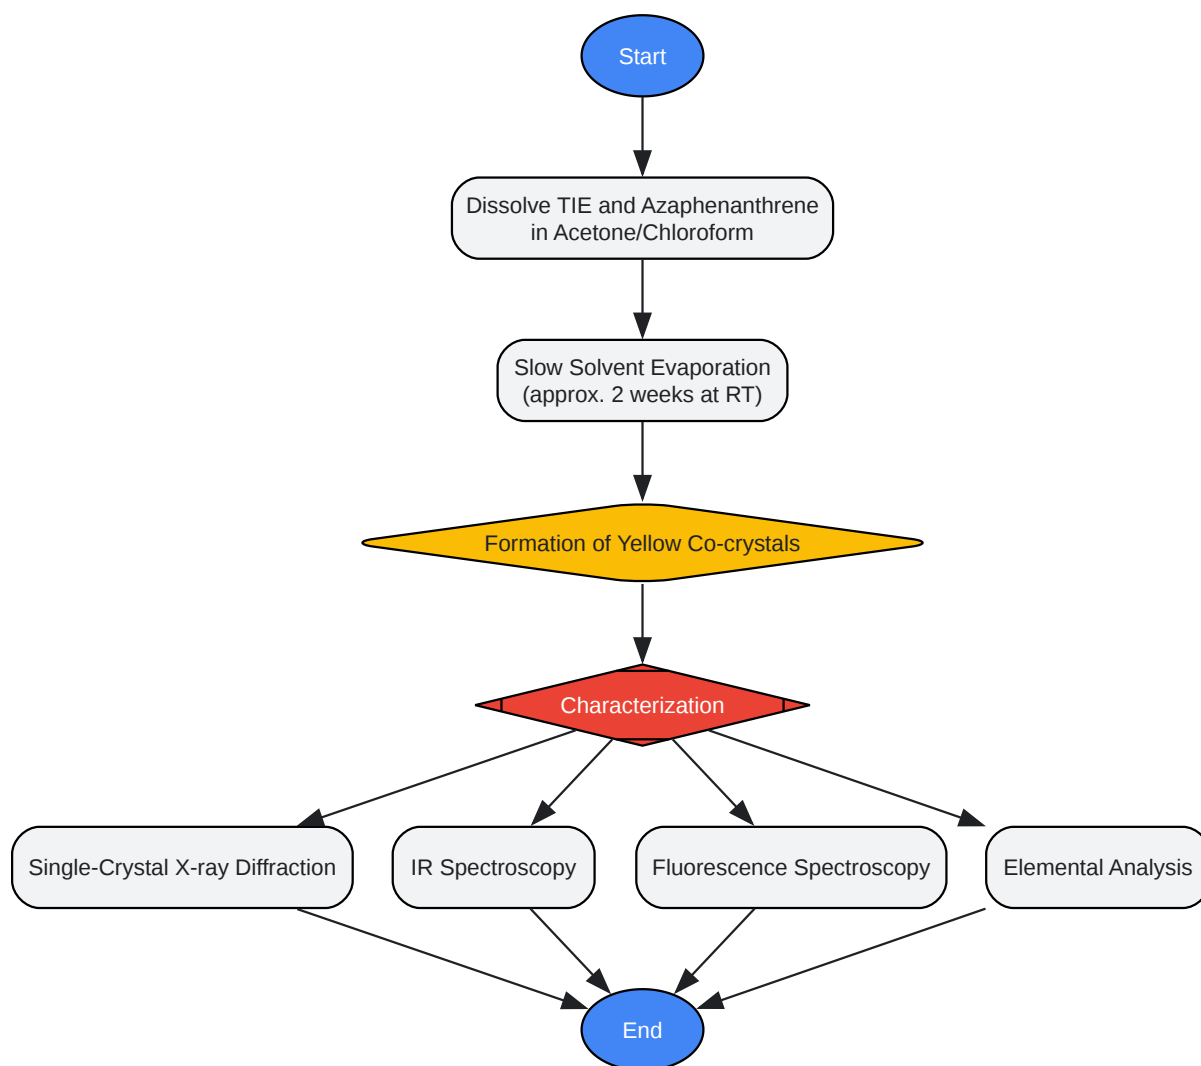 Start
Dissolve TIE and Azaphenanthrene
in Acetone/Chloroform
Slow Solvent Evaporation
(approx. 2 weeks at RT)
Formation of Yellow Co-crystals
Characterization
Single-Crystal X-ray Diffraction
IR Spectroscopy
Fluorescence Spectroscopy
Elemental Analysis
End